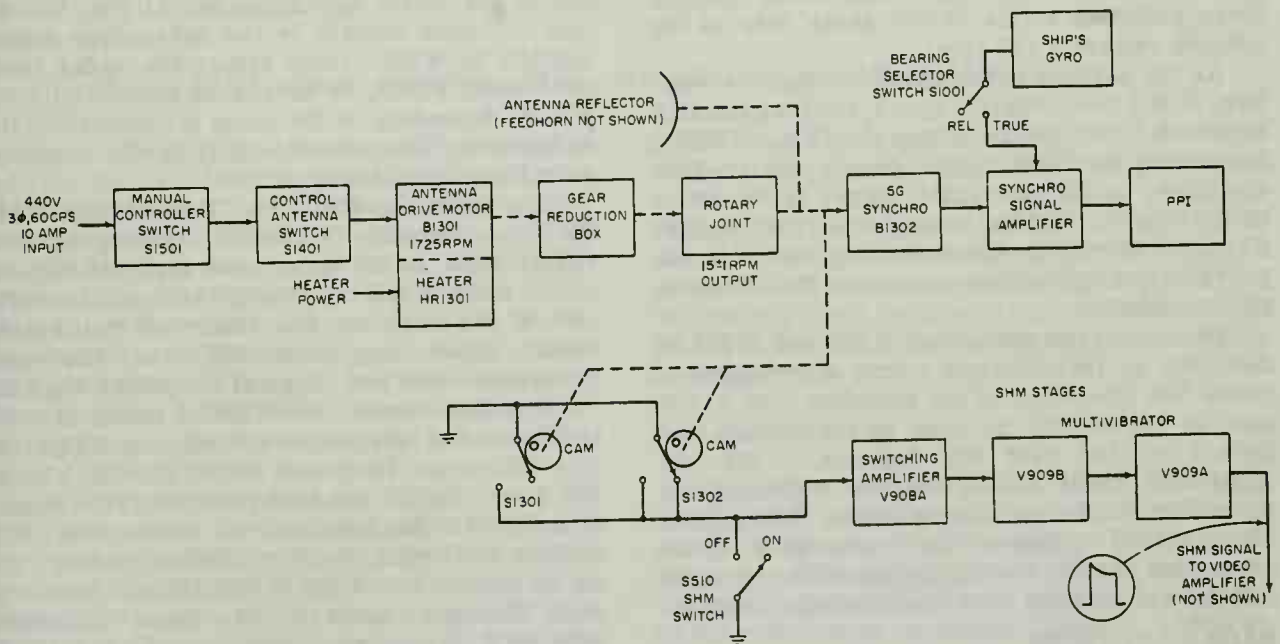 SHIP'S
GYRO
BEARING
SELECTOR
SWITCH S1001
REL
TRUE
ANTENNA REFLECTOR
(FEEDHORN NOT SHOWN)
440V
3Φ,60CPS
10 AMP
INPUT
MANUAL
CONTROLLER
SWITCH
S1501
CONTROL
ANTENNA
SWITCH
S1401
ANTENNA
DRIVE MOTOR
B1301
1725RPM
HEATER
POWER
HEATER
HR1301
GEAR
REDUCTION
BOX
ROTARY
JOINT
15±1RPM
OUTPUT
5G
SYNCHRO
B1302
SYNCHRO
SIGNAL
AMPLIFIER
PPI
CAM
S1301
CAM
S1302
OFF
ON
S510
SHM
SWITCH
SHM STAGES
MULTIVIBRATOR
SWITCHING
AMPLIFIER
V908A
V909B
V909A
SHM SIGNAL
TO VIDEO
AMPLIFIER
(NOT SHOWN)